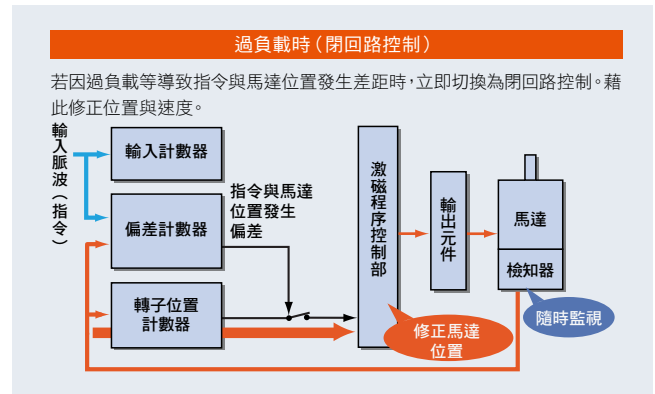 過負載時（閉回路控制）
若因過負載等導致指令與馬達位置發生差距時，立即切換為閉回路控制。藉
此修正位置與速度。
輸入脈波（指令）
輸入計數器
偏差計數器
轉子位置
計數器
指令與馬達
位置發生
偏差
激磁程序控制部
輸出元件
馬達
檢知器
隨時監視
修正馬達
位置